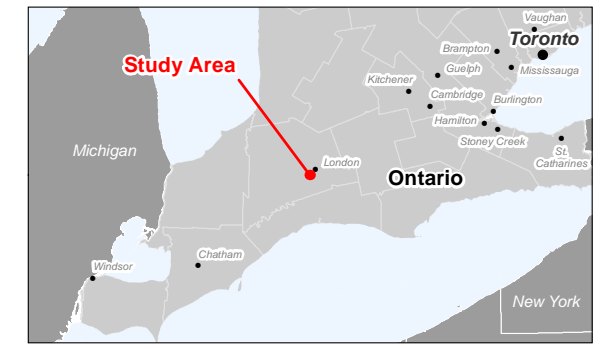 Vaughan
Toronto
Brampton
Study Area
Guelph
Mississauga
Kitchener
Cambridge
Burlington
Hamilton
Stoney Creek
Michigan
St.
Catharines
London
Ontario
Chatham
Windsor
New York